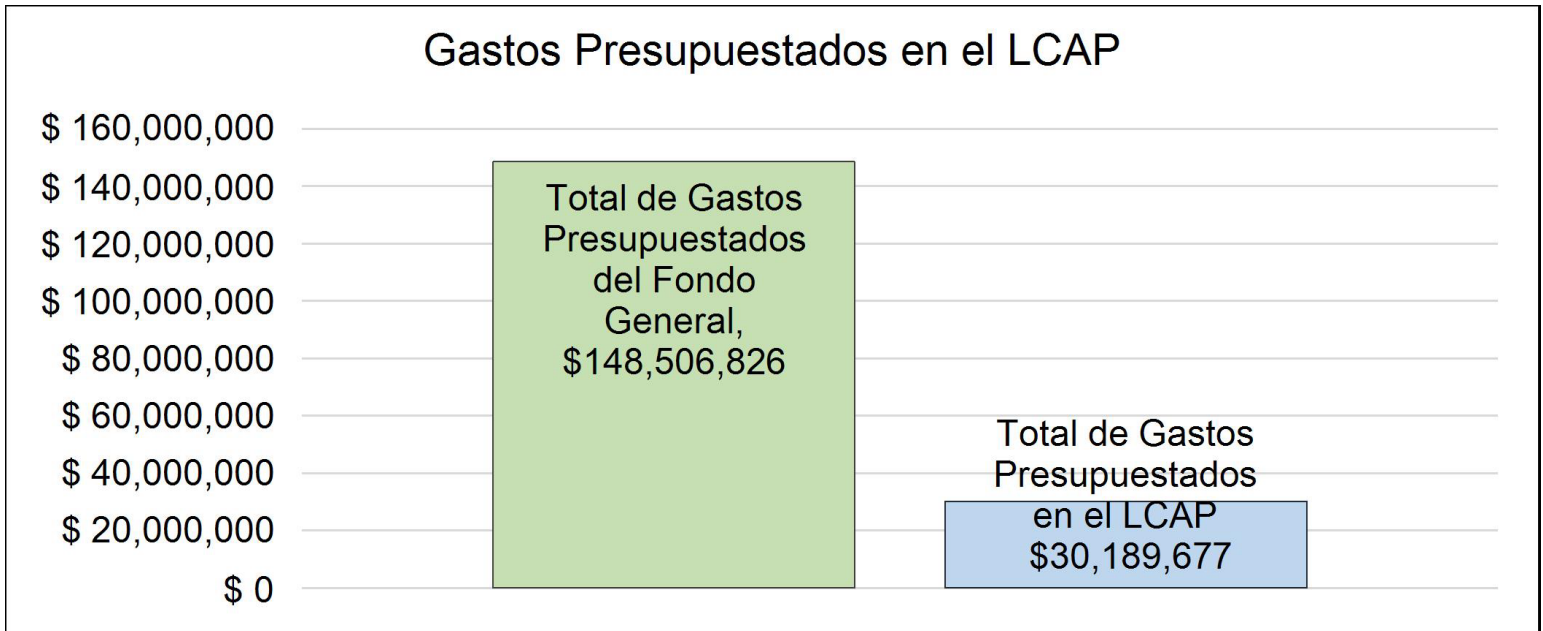 Gastos Presupuestados en el LCAP
$ 160,000,000
$ 140,000,000
$ 120,000,000
$ 100,000,000
$ 80,000,000
$ 60,000,000
$ 40,000,000
$ 20,000,000
$ 0
Total de Gastos
Presupuestados
del Fondo
General,
$148,506,826
Total de Gastos
Presupuestados
en el LCAP
$30,189,677